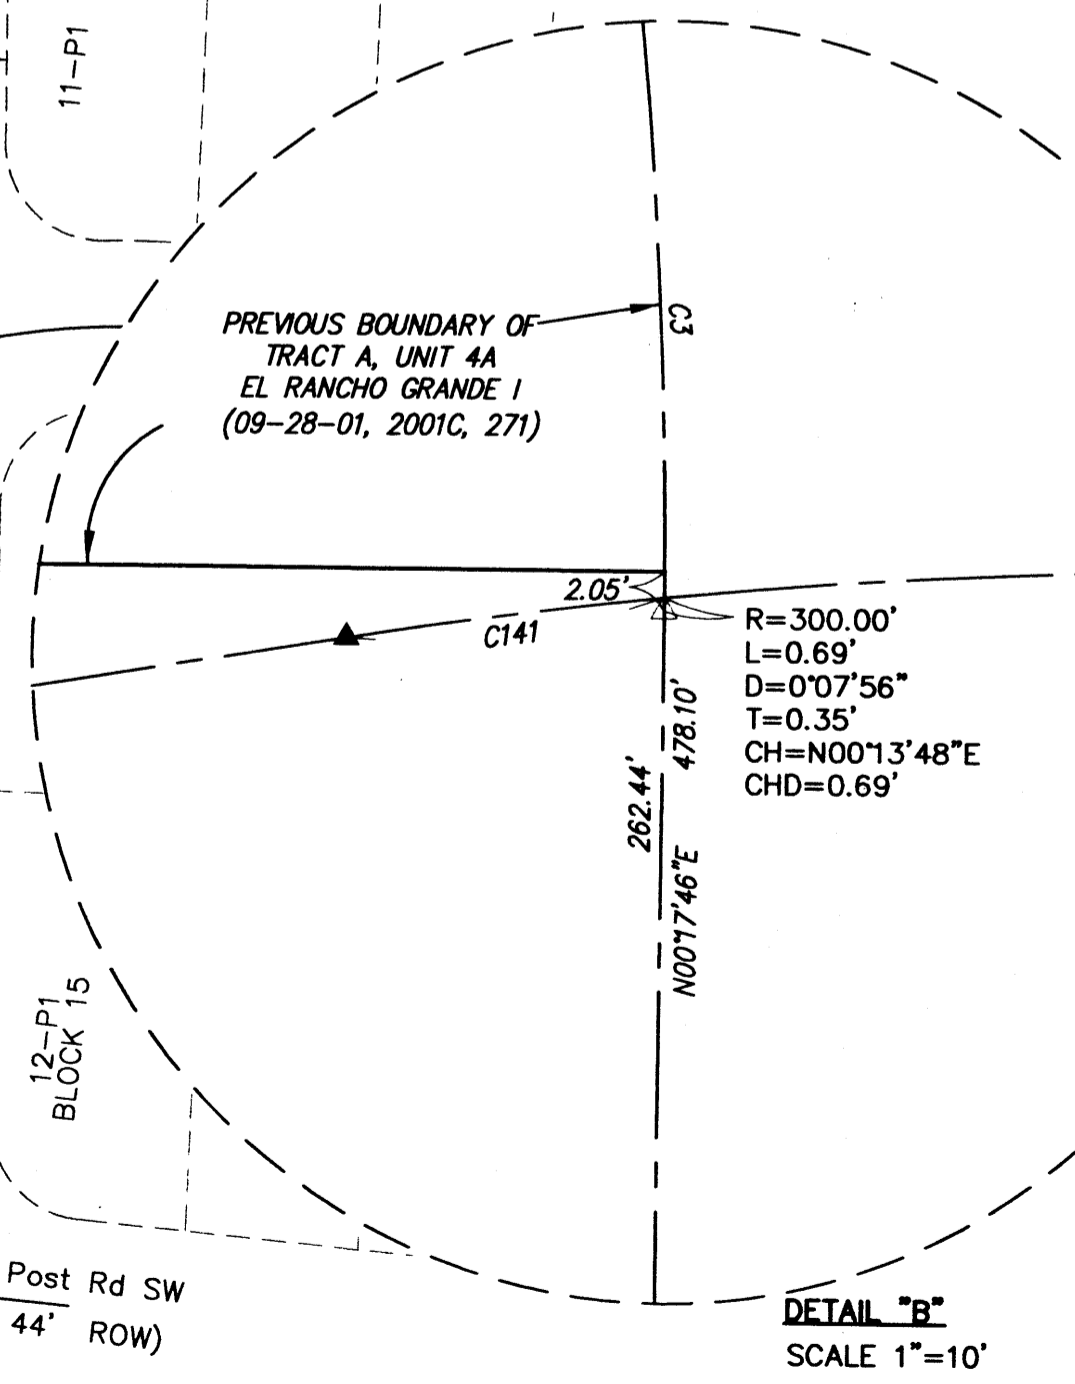 11-P1
PREVIOUS BOUNDARY OF
TRACT A, UNIT 4A
EL RANCHO GRANDE I
(09-28-01, 2001C, 271)
C3
2.05'
C141
R=300.00'
L=0.69'
D=0°07'56"
T=0.35'
CH=N00°13'48"E
CHD=0.69'
478.10'
262.44'
N00°17'46"E
12-P1
BLOCK 15
Post Rd SW
44' ROW)
DETAIL "B"
SCALE 1"=10'